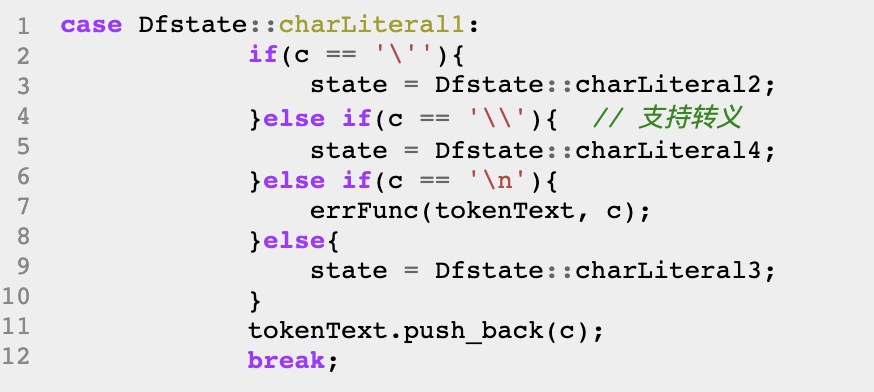 1 case Dfstate::charLiteral1:
2 if(c == '\''){
3 state = Dfstate::charLiteral2;
4 }else if(c == '\\'){ // 支持转义
5 state = Dfstate::charLiteral4;
6 }else if(c == '\n'){
7 errFunc(tokenText, c);
8 }else{
9 state = Dfstate::charLiteral3;
10 }
11 tokenText.push_back(c);
12 break;